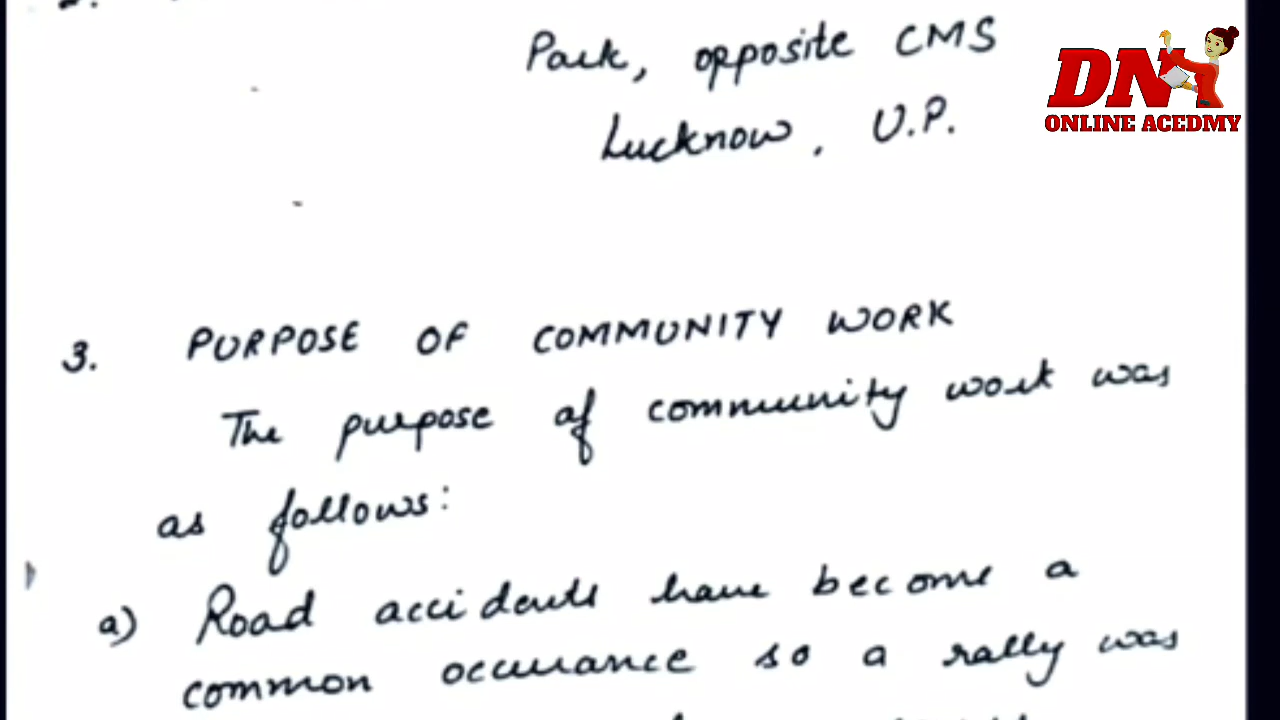 Park, opposite CMS
Lucknow, U.P.
DN
ONLINE ACEDMY
3. PURPOSE OF COMMUNITY WORK
The purpose of community work was
as follows:
a) Road accidents have become a
common occurance so a rally was